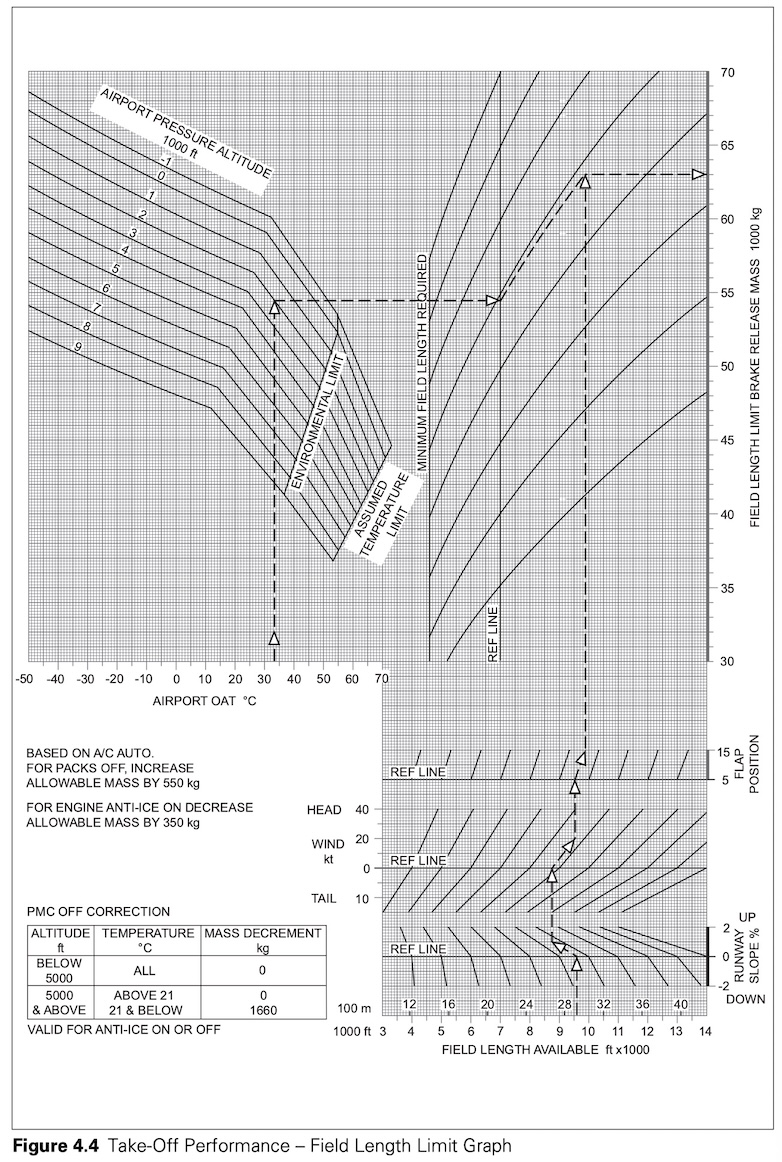 70
AIRPORT PRESSURE ALTITUDE
1000 ft
-1
0
1
2
3
4
5
6
7
8
9
65
60
55
50
45
40
35
30
MINIMUM FIELD LENGTH REQUIRED
ENVIRONMENTAL LIMIT
ASSUMED
TEMPERATURE
LIMIT
REF LINE
FIELD LENGTH LIMIT BRAKE RELEASE MASS 1000 kg
-50 -40 -30 -20 -10 0 10 20 30 40 50 60 70
AIRPORT OAT °C
BASED ON A/C AUTO.
FOR PACKS OFF, INCREASE
ALLOWABLE MASS BY 550 kg
FOR ENGINE ANTI-ICE ON DECREASE
ALLOWABLE MASS BY 350 kg
REF LINE
15
5
FLAP
POSITION
HEAD 40
20
WIND
kt
0
REF LINE
TAIL 10
PMC OFF CORRECTION
ALTITUDE
ft
TEMPERATURE
°C
MASS DECREMENT
kg
BELOW
5000
ALL
0
5000
& ABOVE
ABOVE 21
21 & BELOW
0
1660
VALID FOR ANTI-ICE ON OR OFF
REF LINE
UP
2
0
-2
DOWN
RUNWAY
SLOPE %
100 m 12 16 20 24 28 32 36 40
1000 ft 3 4 5 6 7 8 9 10 11 12 13 14
FIELD LENGTH AVAILABLE ft x1000
Figure 4.4 Take-Off Performance – Field Length Limit Graph